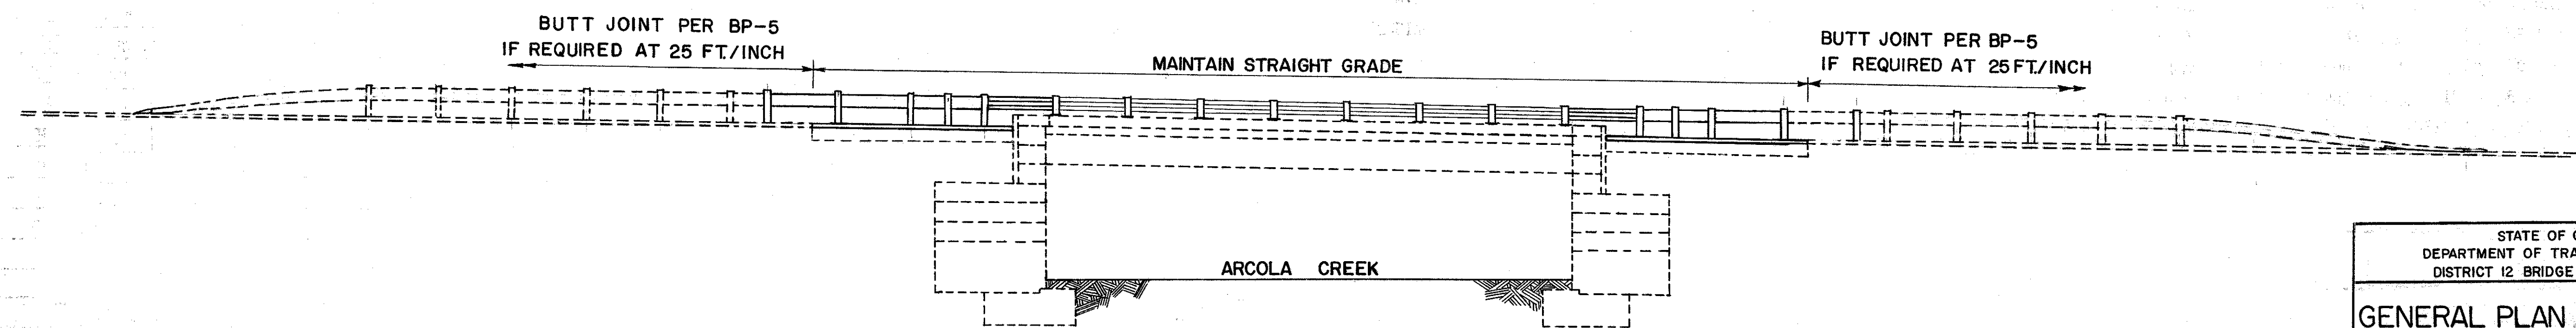 BUTT JOINT PER BP-5
IF REQUIRED AT 25 FT./INCH
MAINTAIN STRAIGHT GRADE
BUTT JOINT PER BP-5
IF REQUIRED AT 25 FT./INCH
ARCOLA CREEK
STATE OF
DEPARTMENT OF
DISTRICT 12 BRIDGE
GENERAL PLAN